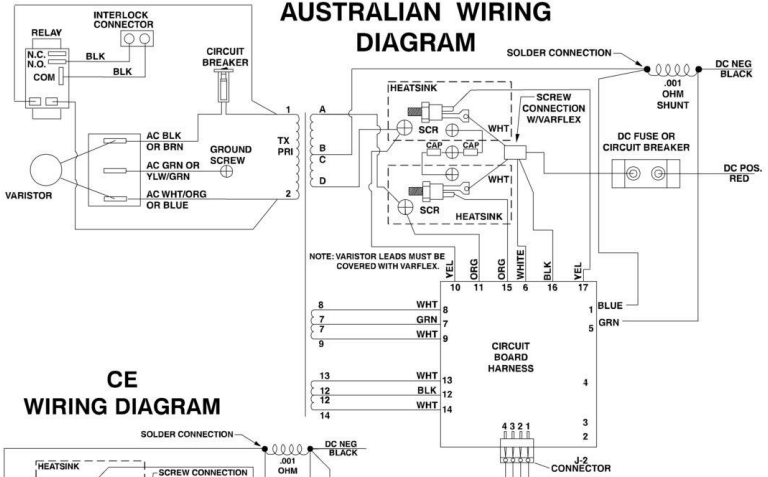 AUSTRALIAN WIRING
DIAGRAM
INTERLOCK
CONNECTOR
RELAY
N.C.
N.O.
COM
BLK
BLK
CIRCUIT
BREAKER
AC BLK
OR BRN
AC GRN OR
YLW/GRN
AC WHT/ORG
OR BLUE
GROUND
SCREW
VARISTOR
1
TX
PRI
2
A
B
C
D
HEATSINK
SCR
WHT
CAP
CAP
WHT
SCR
HEATSINK
SCREW
CONNECTION
W/VARFLEX
SOLDER CONNECTION
.001
OHM
SHUNT
DC NEG
BLACK
DC FUSE OR
CIRCUIT BREAKER
DC POS.
RED
NOTE: VARISTOR LEADS MUST BE
COVERED WITH VARFLEX.
YEL
ORG
ORG
WHITE
BLK
YEL
10
11
15
6
16
17
8
WHT
8
7
GRN
7
7
WHT
9
9
13
WHT
13
12
BLK
12
12
WHT
14
14
1
BLUE
5
GRN
CIRCUIT
BOARD
HARNESS
4
3
2
4 3 2 1
J-2
CONNECTOR
CE
WIRING DIAGRAM
SOLDER CONNECTION
DC NEG
BLACK
.001
OHM
HEATSINK
SCREW CONNECTION